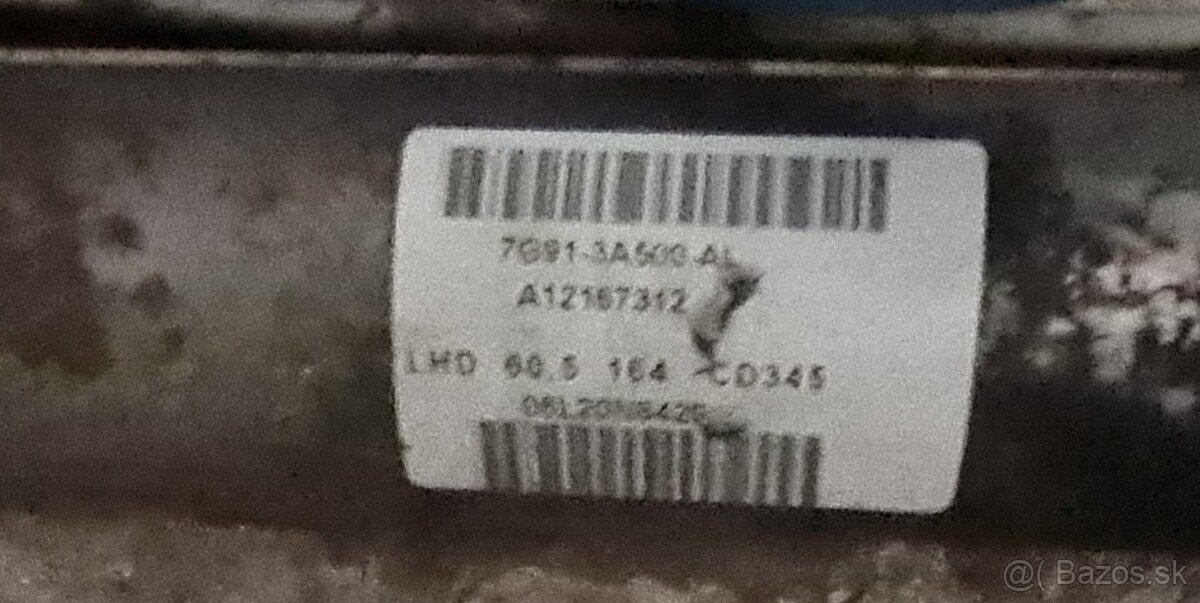 7G91-3A500-AL
A12167312
LHD 66.5 164 CD345
@( Bazos.sk